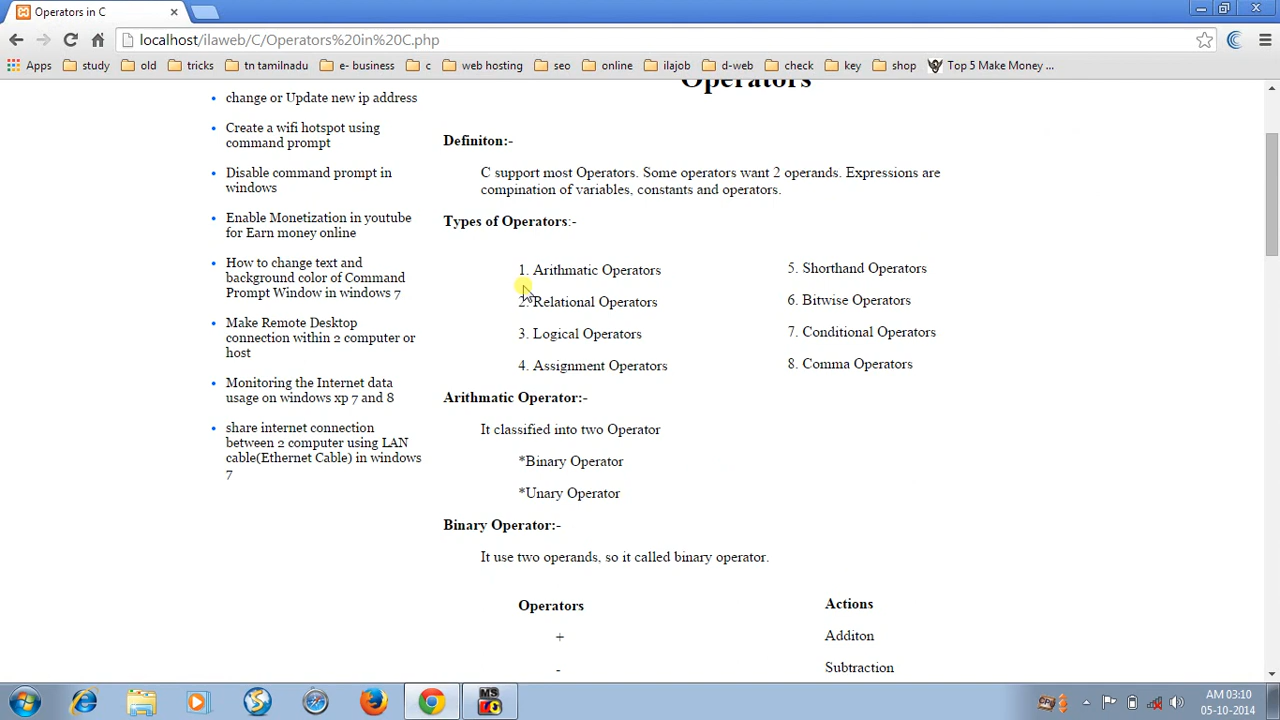 Operators in C
localhost/ilaweb/C/Operators%20in%20C.php
Apps study old tricks tn tamilnadu e- business c web hosting seo online ilajob d-web check key shop Top 5 Make Money ...
change or Update new ip address
Create a wifi hotspot using
command prompt
Disable command prompt in
windows
Enable Monetization in youtube
for Earn money online
How to change text and
background color of Command
Prompt Window in windows 7
Make Remote Desktop
connection within 2 computer or
host
Monitoring the Internet data
usage on windows xp 7 and 8
share internet connection
between 2 computer using LAN
cable(Ethernet Cable) in windows
7
Operators
Definiton:-
C support most Operators. Some operators want 2 operands. Expressions are
compination of variables, constants and operators.
Types of Operators:-
1. Arithmatic Operators
2. Relational Operators
3. Logical Operators
4. Assignment Operators
5. Shorthand Operators
6. Bitwise Operators
7. Conditional Operators
8. Comma Operators
Arithmatic Operator:-
It classified into two Operator
*Binary Operator
*Unary Operator
Binary Operator:-
It use two operands, so it called binary operator.
Operators Actions
+ Additon
- Subtraction
MS
AM 03:10
05-10-2014